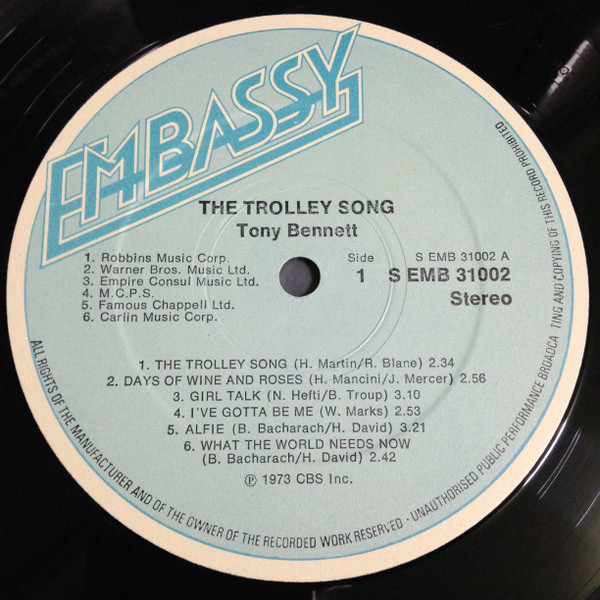 EMBASSY
THE TROLLEY SONG
Tony Bennett
1. Robbins Music Corp.
2. Warner Bros. Music Ltd.
3. Empire Consul Music Ltd.
4. M.C.P.S.
5. Famous Chappell Ltd.
6. Carlin Music Corp.
Side
1
S EMB 31002 A
S EMB 31002
Stereo
1. THE TROLLEY SONG (H. Martin/R. Blane) 2.34
2. DAYS OF WINE AND ROSES (H. Mancini/J. Mercer) 2.56
3. GIRL TALK (N. Hefti/B. Troup) 3.10
4. I'VE GOTTA BE ME (W. Marks) 2.53
5. ALFIE (B. Bacharach/H. David) 3.21
6. WHAT THE WORLD NEEDS NOW
(B. Bacharach/H. David) 2.42
℗ 1973 CBS Inc.
ALL RIGHTS OF THE MANUFACTURER AND OF THE OWNER OF THE RECORDED WORK RESERVED - UNAUTHORISED PUBLIC PERFORMANCE BROADCA TING AND COPYING OF THIS RECORD PROHIBITED